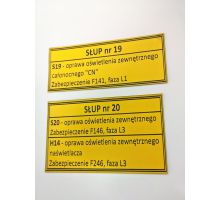 SŁUP nr 19
S19 - oprawa oświetlenia zewnętrznego
całonocnego "CN"
Zabezpieczenie F141, faza L1
SŁUP nr 20
S20 - oprawa oświetlenia zewnętrznego
Zabezpieczenie F146, faza L3
H14 - oprawa oświetlenia zewnętrznego
naświetlacza
Zabezpieczenie F246, faza L3